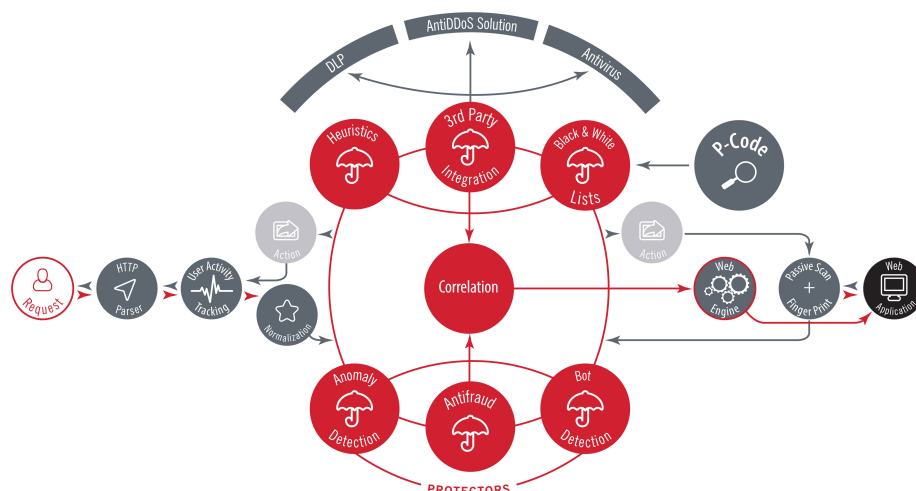 AntiDDoS Solution
DLP
Antivirus
3rd Party
Integration
Heuristics
Black & White
Lists
P-Code
Action
Action
HTTP
Parser
User Activity
Tracking
Request
Normalization
Correlation
Web
Engine
Passive Scan
+
Finger Print
Web
Application
Anomaly
Detection
Antifraud
Bot
Detection
PROTECTORS